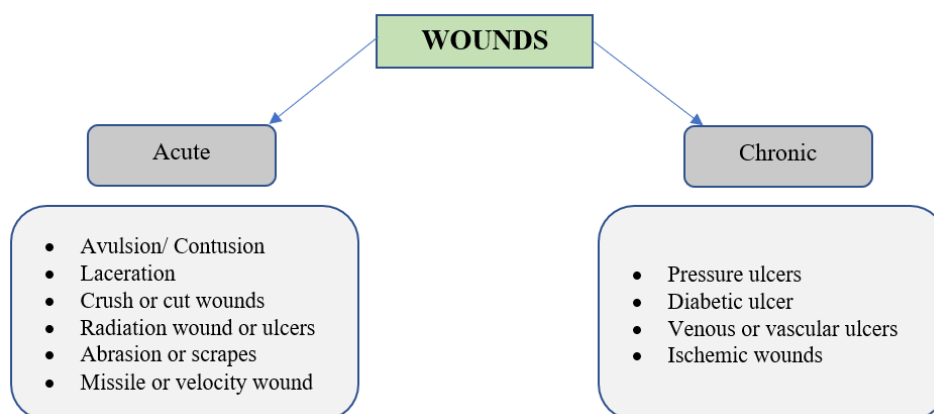 WOUNDS
Acute
Chronic
• Avulsion/ Contusion
• Laceration
• Crush or cut wounds
• Radiation wound or ulcers
• Abrasion or scrapes
• Missile or velocity wound
• Pressure ulcers
• Diabetic ulcer
• Venous or vascular ulcers
• Ischemic wounds